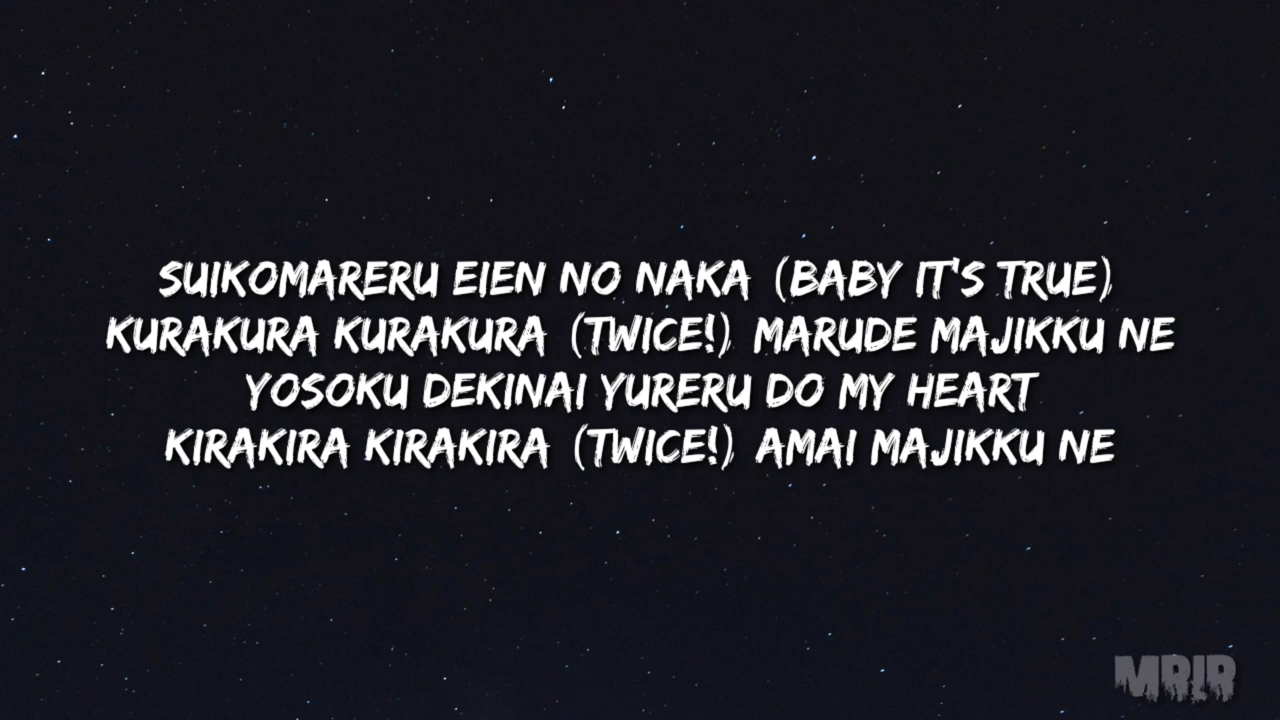 SUIKOMARERU EIEN NO NAKA (BABY IT'S TRUE)
KURAKURA KURAKURA (TWICE!) MARUDE MAJIKKU NE
YOSOKU DEKINAI YURERU DO MY HEART
KIRAKIRA KIRAKIRA (TWICE!) AMAI MAJIKKU NE
MRLR